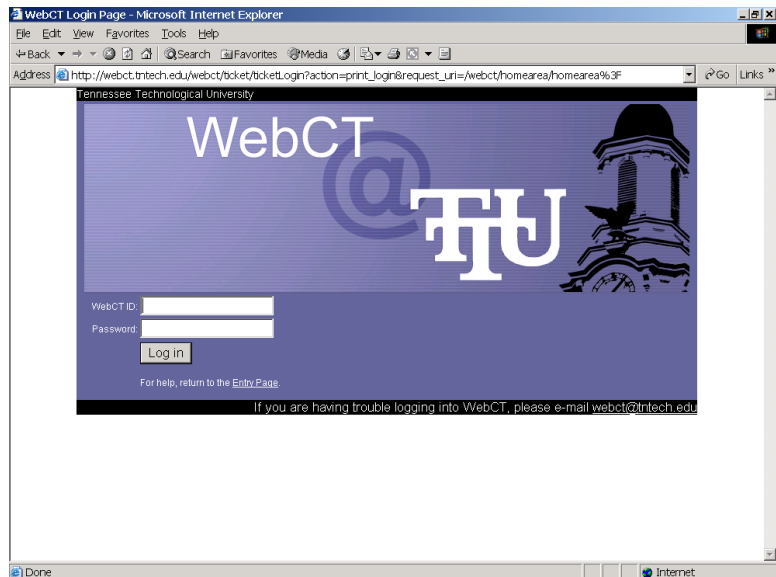 WebCT Login Page - Microsoft Internet Explorer
File Edit View Favorites Tools Help
Back Search Favorites Media
Address http://webct.tntech.edu/webct/ticket/ticketLogin?action=print_login&request_uri=/webct/homearea/homearea%3F Go Links »
Tennessee Technological University
WebCT
@
TTU
WebCT ID:
Password:
Log in
For help, return to the Entry Page.
If you are having trouble logging into WebCT, please e-mail webct@tntech.edu
Done Internet